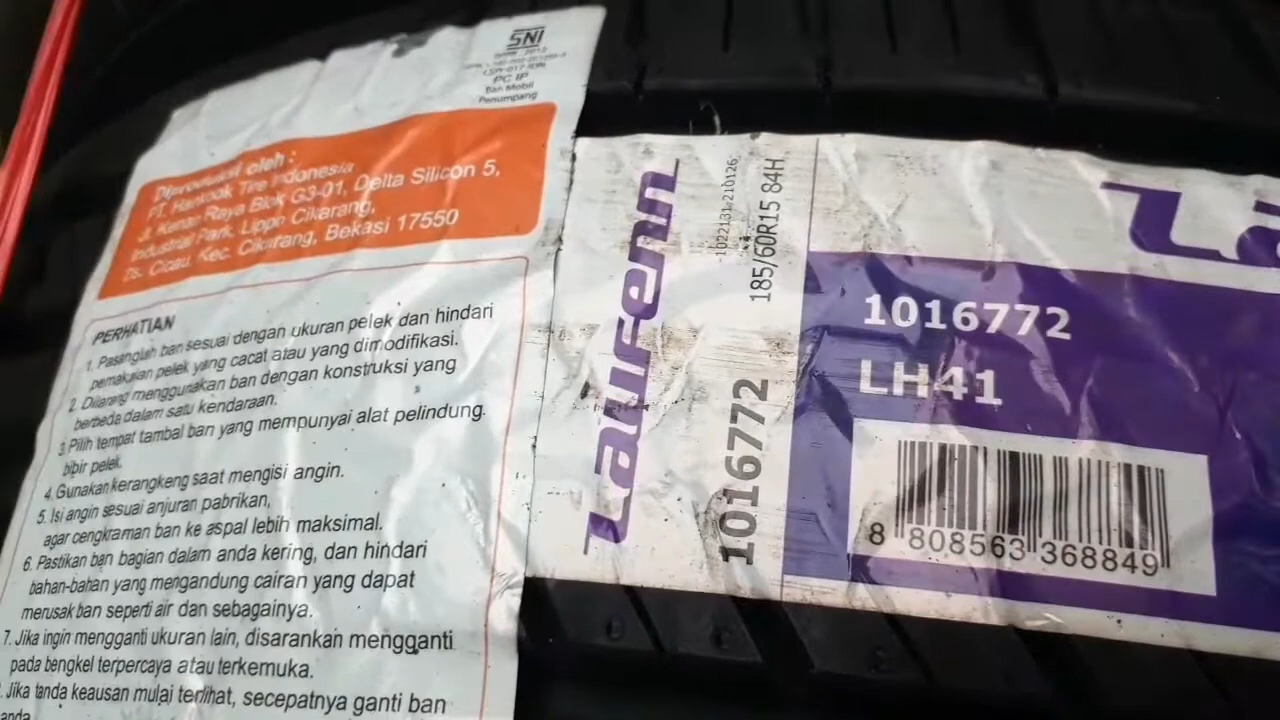 SNI
PC IP
Ban Mobil
Penumpang
Diproduksi oleh :
PT. Hankook Tire Indonesia
Jl. Kenari Raya Blok G3-01, Delta Silicon 5,
Industrial Park. Lippo Cikarang,
Ds. Cicau, Kec. Cikarang, Bekasi 17550
PERHATIAN
1. Pasanglah ban sesuai dengan ukuran pelek dan hindari
pemakaian pelek yang cacat atau yang dimodifikasi.
2. Dilarang menggunakan ban dengan konstruksi yang
berbeda dalam satu kendaraan.
3. Pilih tempat tambal ban yang mempunyai alat pelindung
bibir pelek.
4. Gunakan kerangkeng saat mengisi angin.
5. Isi angin sesuai anjuran pabrikan,
agar cengkraman ban ke aspal lebih maksimal.
6. Pastikan ban bagian dalam anda kering, dan hindari
bahan-bahan yang mengandung cairan yang dapat
merusak ban seperti air dan sebagainya.
7. Jika ingin mengganti ukuran lain, disarankan mengganti
pada bengkel terpercaya atau terkemuka.
Jika tanda keausan mulai terlihat, secepatnya ganti ban
anda
Laufenn
1016772
185/60R15 84H
1022131 210126
La
1016772
LH41
8 808563 368849